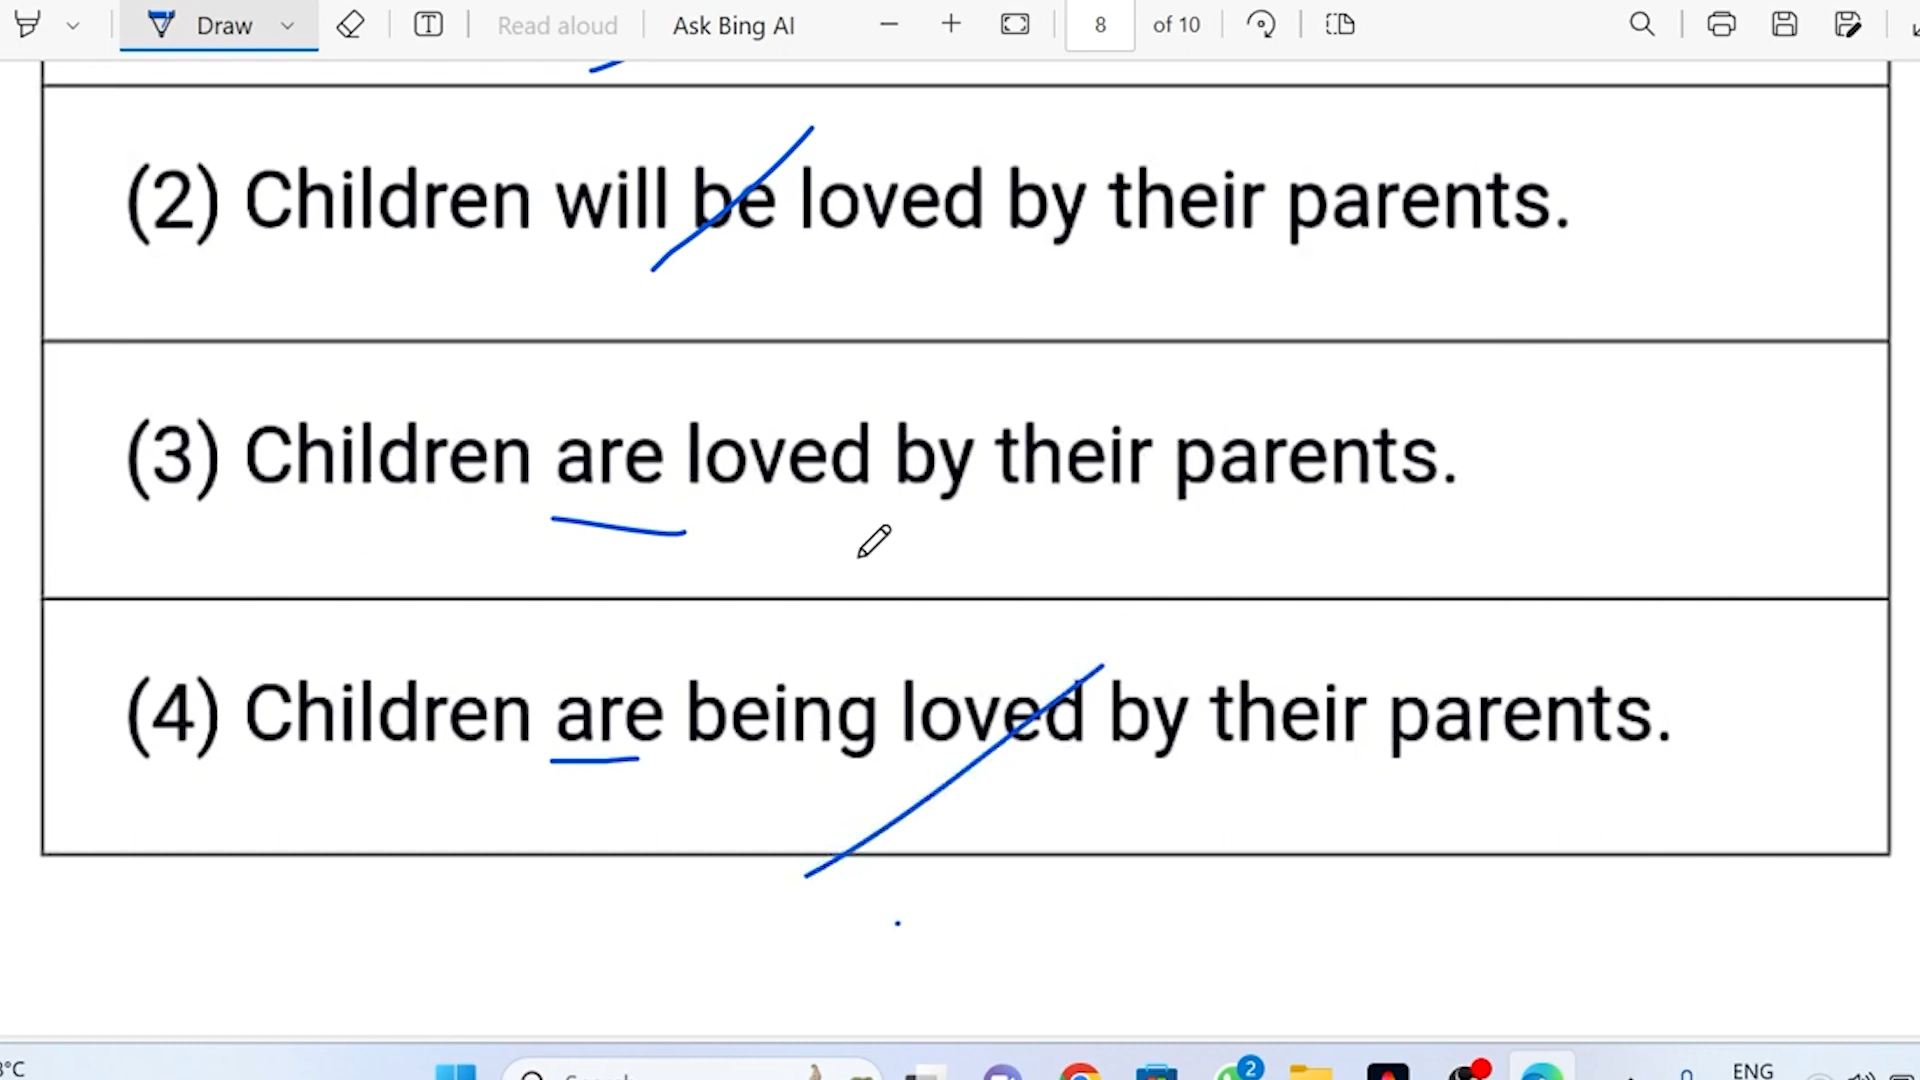 Draw
Read aloud
Ask Bing AI
8 of 10
(2) Children will be loved by their parents.
(3) Children are loved by their parents.
(4) Children are being loved by their parents.
2
ENG